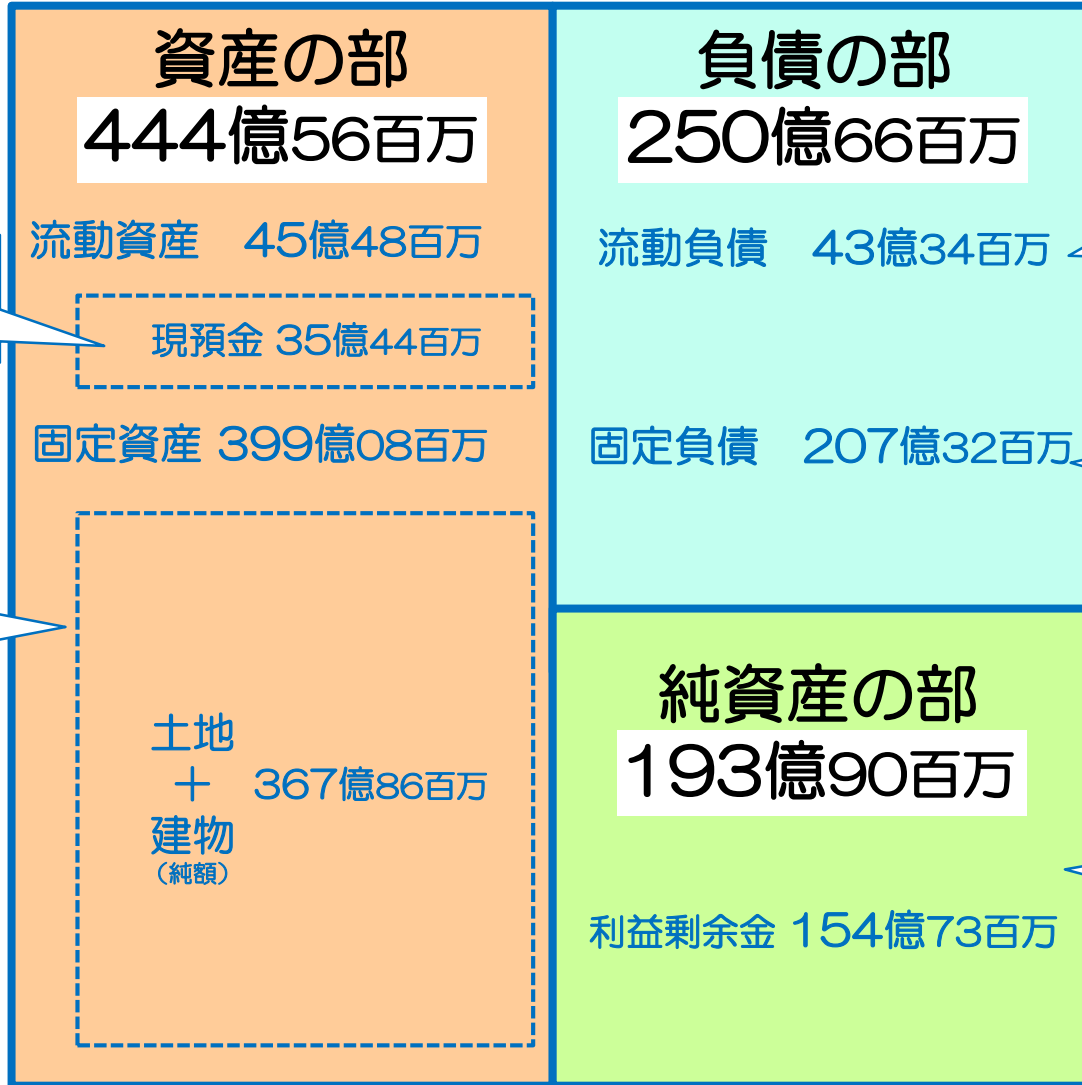 資産の部
444億56百万
流動資産 45億48百万
現預金 35億44百万
固定資産 399億08百万
土地
＋ 367億86百万
建物
（純額）
負債の部
250億66百万
流動負債 43億34百万
固定負債 207億32百万
純資産の部
193億90百万
利益剰余金 154億73百万